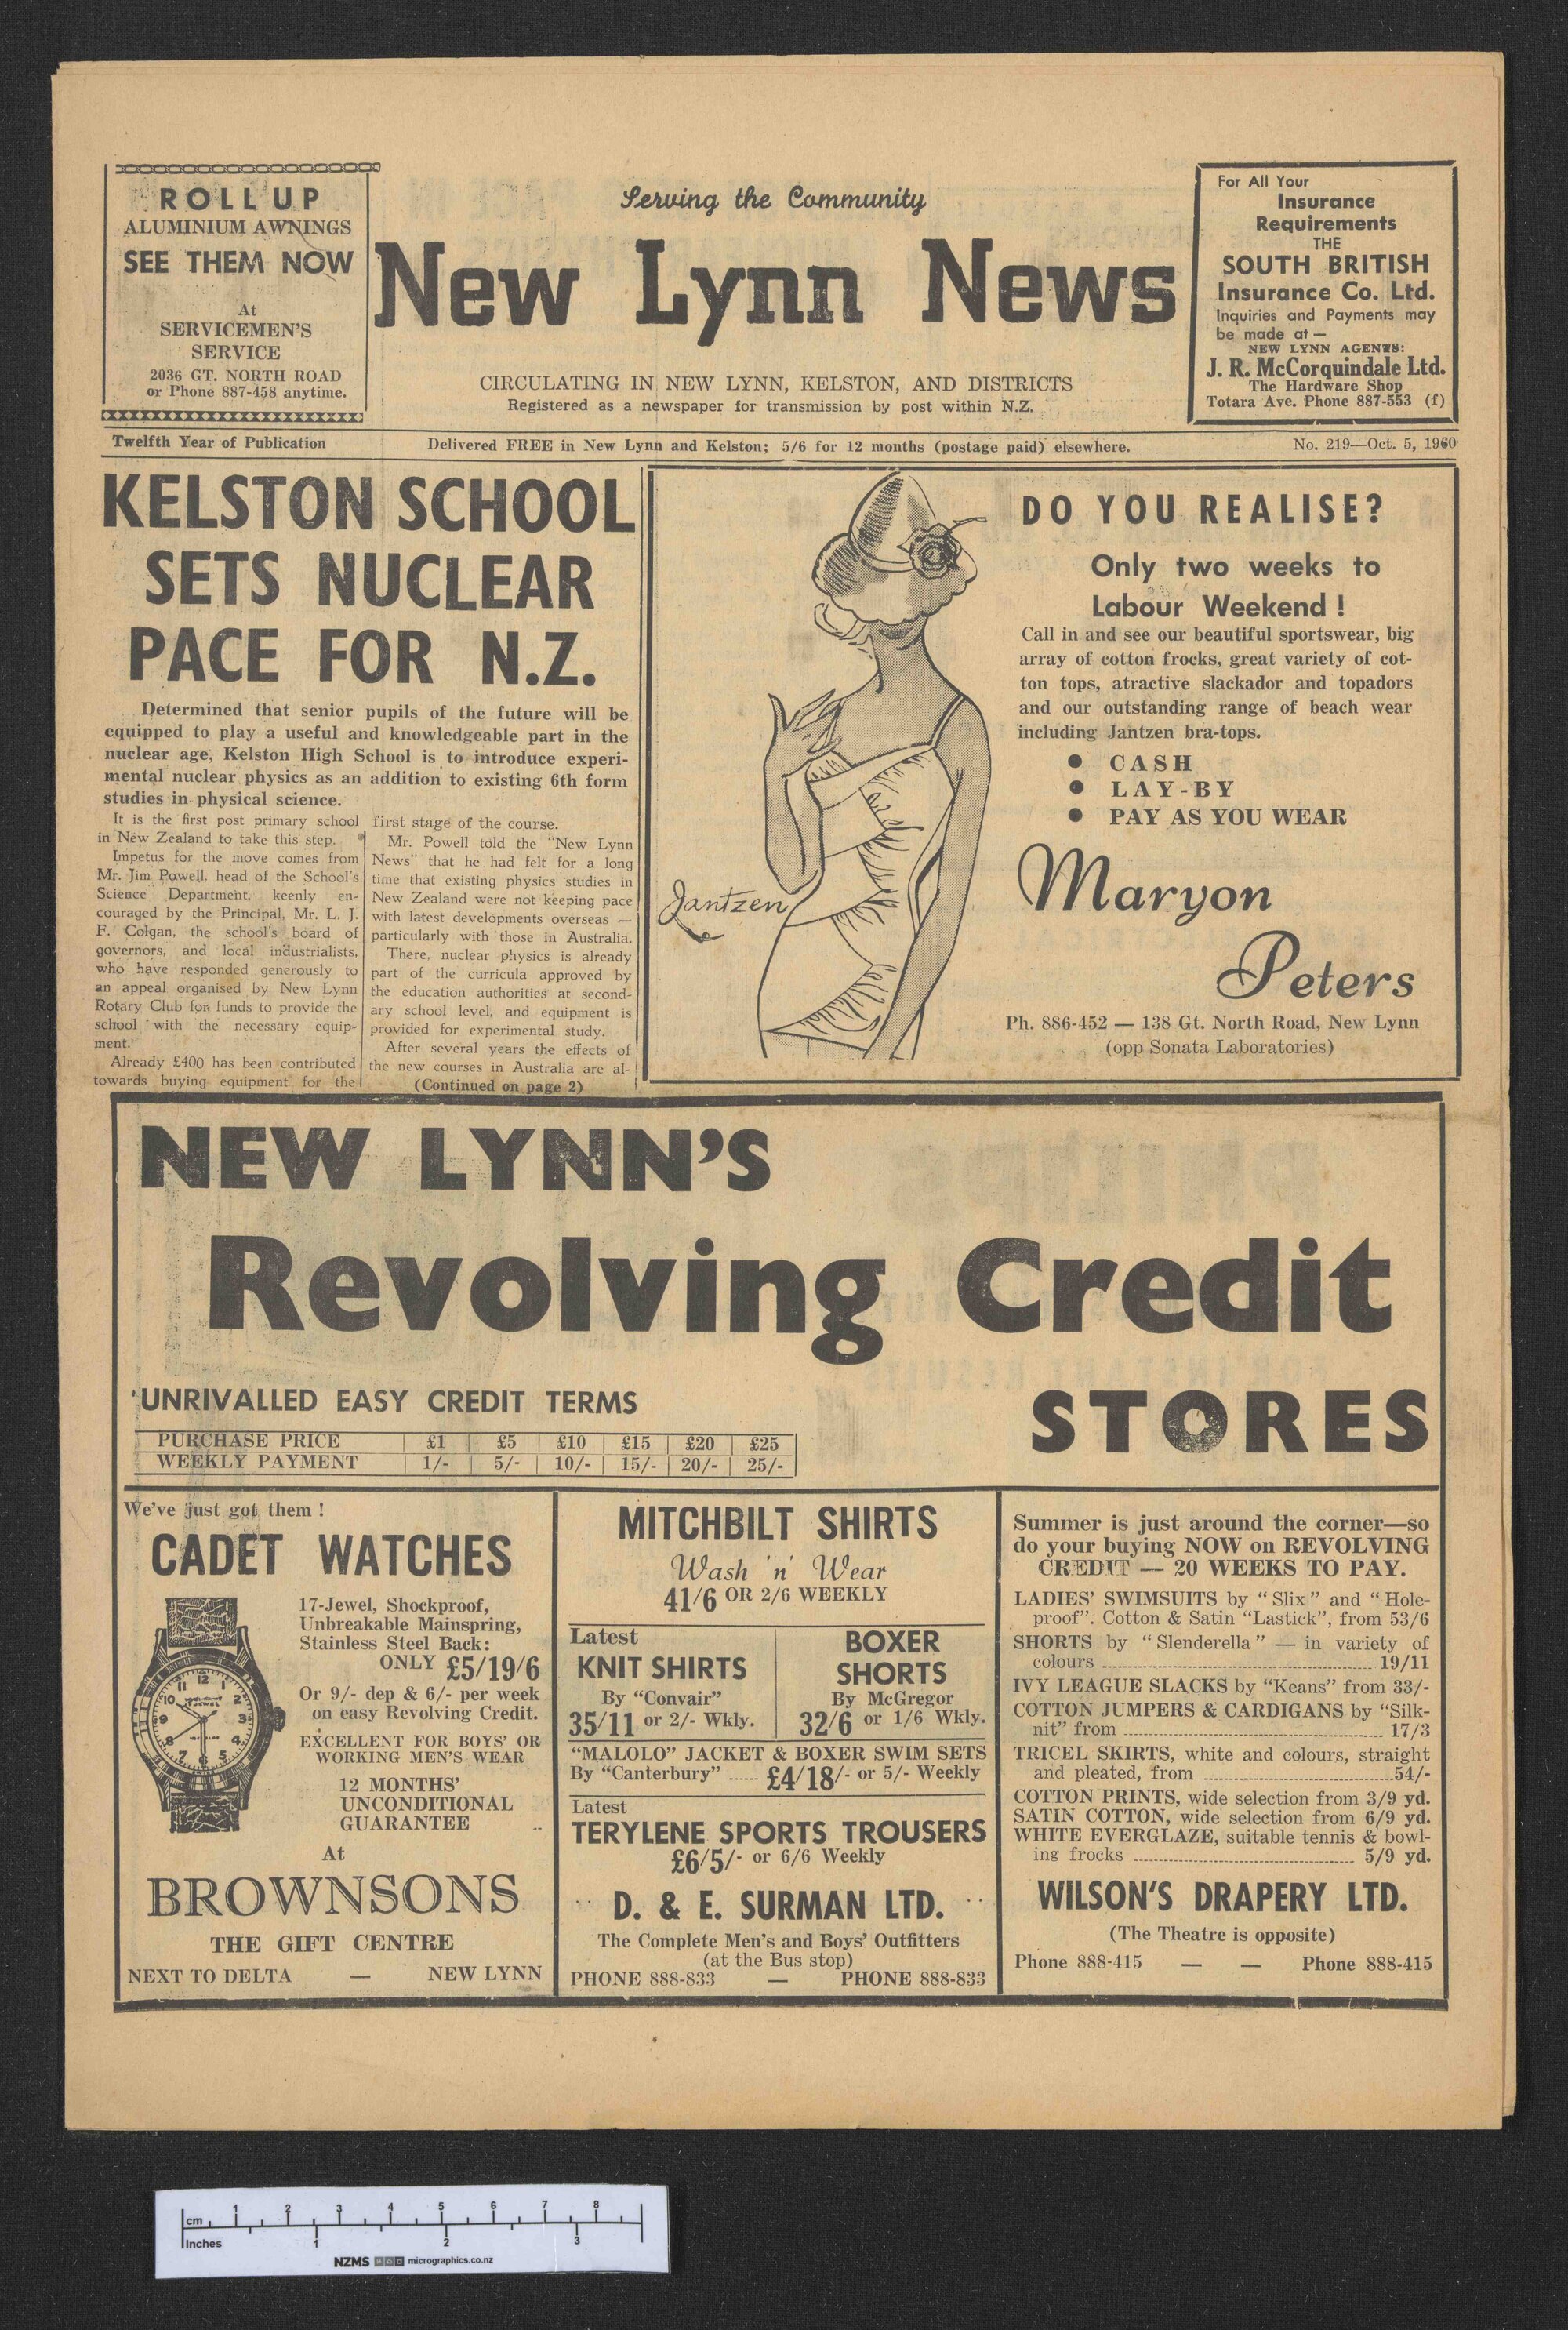 ROLL UP
ALUMINIUM AWNINGS
SEE THEM NOW
At
SERVICEMEN'S
SERVICE
2036 GT. NORTH ROAD
or Phone 887-458 anytime.
Serving the Community
New Lynn News
CIRCULATING IN NEW LYNN, KELSTON, AND DISTRICTS
Registered as a newspaper for transmission by post within N.Z.
For All Your
Insurance
Requirements
THE
SOUTH BRITISH
Insurance Co. Ltd.
Inquiries and Payments may
be made at —
NEW LYNN AGENTS:
J. R. McCorquindale Ltd.
The Hardware Shop
Totara Ave. Phone 887-553 (f)
Twelfth Year of Publication
Delivered FREE in New Lynn and Kelston; 5/6 for 12 months (postage paid) elsewhere.
No. 219—Oct. 5, 1960
KELSTON SCHOOL
SETS NUCLEAR
PACE FOR N.Z.
Determined that senior pupils of the future will be
equipped to play a useful and knowledgeable part in the
nuclear age, Kelston High School is to introduce experi-
mental nuclear physics as an addition to existing 6th form
studies in physical science.
It is the first post primary school
in New Zealand to take this step.
Impetus for the move comes from
Mr. Jim Powell, head of the School's
Science Department, keenly en-
couraged by the Principal, Mr. L. J.
F. Colgan, the school's board of
governors, and local industrialists,
who have responded generously to
an appeal organised by New Lynn
Rotary Club for funds to provide the
school with the necessary equip-
ment.
Already £400 has been contributed
towards buying equipment for the
first stage of the course.
Mr. Powell told the "New Lynn
News" that he had felt for a long
time that existing physics studies in
New Zealand were not keeping pace
with latest developments overseas —
particularly with those in Australia.
There, nuclear physics is already
part of the curricula approved by
the education authorities at second-
ary school level, and equipment is
provided for experimental study.
After several years the effects of
the new courses in Australia are al-
(Continued on page 2)
Jantzen
DO YOU REALISE?
Only two weeks to
Labour Weekend !
Call in and see our beautiful sportswear, big
array of cotton frocks, great variety of cot-
ton tops, atractive slackador and topadors
and our outstanding range of beach wear
including Jantzen bra-tops.
● CASH
● LAY-BY
● PAY AS YOU WEAR
Maryon
Peters
Ph. 886-452 — 138 Gt. North Road, New Lynn
(opp Sonata Laboratories)
NEW LYNN'S
Revolving Credit
STORES
'UNRIVALLED EASY CREDIT TERMS
PURCHASE PRICE | £1 | £5 | £10 | £15 | £20 | £25
WEEKLY PAYMENT | 1/- | 5/- | 10/- | 15/- | 20/- | 25/-
We've just got them !
CADET WATCHES
17-Jewel, Shockproof,
Unbreakable Mainspring,
Stainless Steel Back:
ONLY £5/19/6
Or 9/- dep & 6/- per week
on easy Revolving Credit.
EXCELLENT FOR BOYS' OR
WORKING MEN'S WEAR
12 MONTHS'
UNCONDITIONAL
GUARANTEE
At
BROWNSONS
THE GIFT CENTRE
NEXT TO DELTA — NEW LYNN
MITCHBILT SHIRTS
Wash 'n' Wear
41/6 OR 2/6 WEEKLY
Latest
KNIT SHIRTS
By "Convair"
35/11 or 2/- Wkly.
BOXER
SHORTS
By McGregor
32/6 or 1/6 Wkly.
"MALOLO" JACKET & BOXER SWIM SETS
By "Canterbury" ...... £4/18/- or 5/- Weekly
Latest
TERYLENE SPORTS TROUSERS
£6/5/- or 6/6 Weekly
D. & E. SURMAN LTD.
The Complete Men's and Boys' Outfitters
(at the Bus stop)
PHONE 888-833 — PHONE 888-833
Summer is just around the corner—so
do your buying NOW on REVOLVING
CREDIT — 20 WEEKS TO PAY.
LADIES' SWIMSUITS by "Slix" and "Hole-
proof". Cotton & Satin "Lastick", from 53/6
SHORTS by "Slenderella" — in variety of
colours ........ 19/11
IVY LEAGUE SLACKS by "Keans" from 33/-
COTTON JUMPERS & CARDIGANS by "Silk-
nit" from ........ 17/3
TRICEL SKIRTS, white and colours, straight
and pleated, from ........ 54/-
COTTON PRINTS, wide selection from 3/9 yd.
SATIN COTTON, wide selection from 6/9 yd.
WHITE EVERGLAZE, suitable tennis & bowl-
ing frocks ........ 5/9 yd.
WILSON'S DRAPERY LTD.
(The Theatre is opposite)
Phone 888-415 — — Phone 888-415
cm 1 2 3 4 5 6 7 8
Inches 1 2 3
NZMS micrographics.co.nz